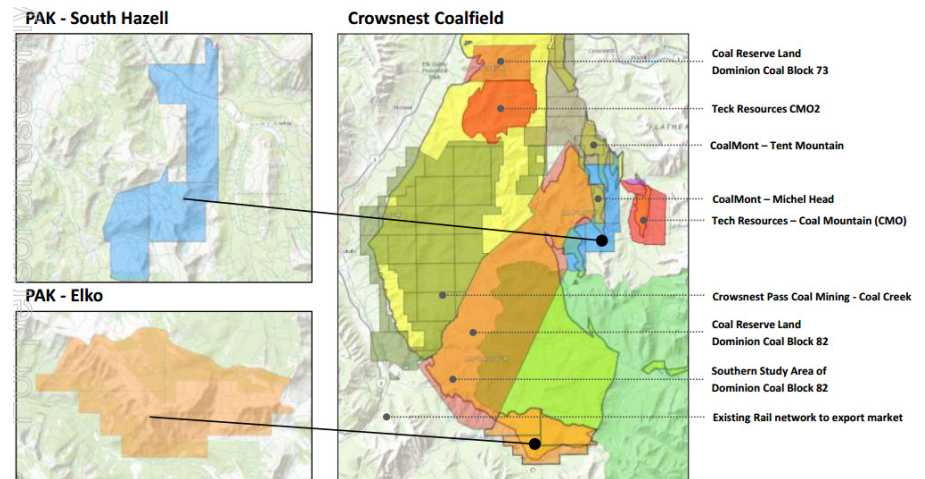 PAK - South Hazell
Crowsnest Coalfield
Coal Reserve Land
Dominion Coal Block 73
Teck Resources CMO2
CoalMont – Tent Mountain
CoalMont – Michel Head
Tech Resources – Coal Mountain (CMO)
PAK - Elko
Crowsnest Pass Coal Mining - Coal Creek
Coal Reserve Land
Dominion Coal Block 82
Southern Study Area of
Dominion Coal Block 82
Existing Rail network to export market